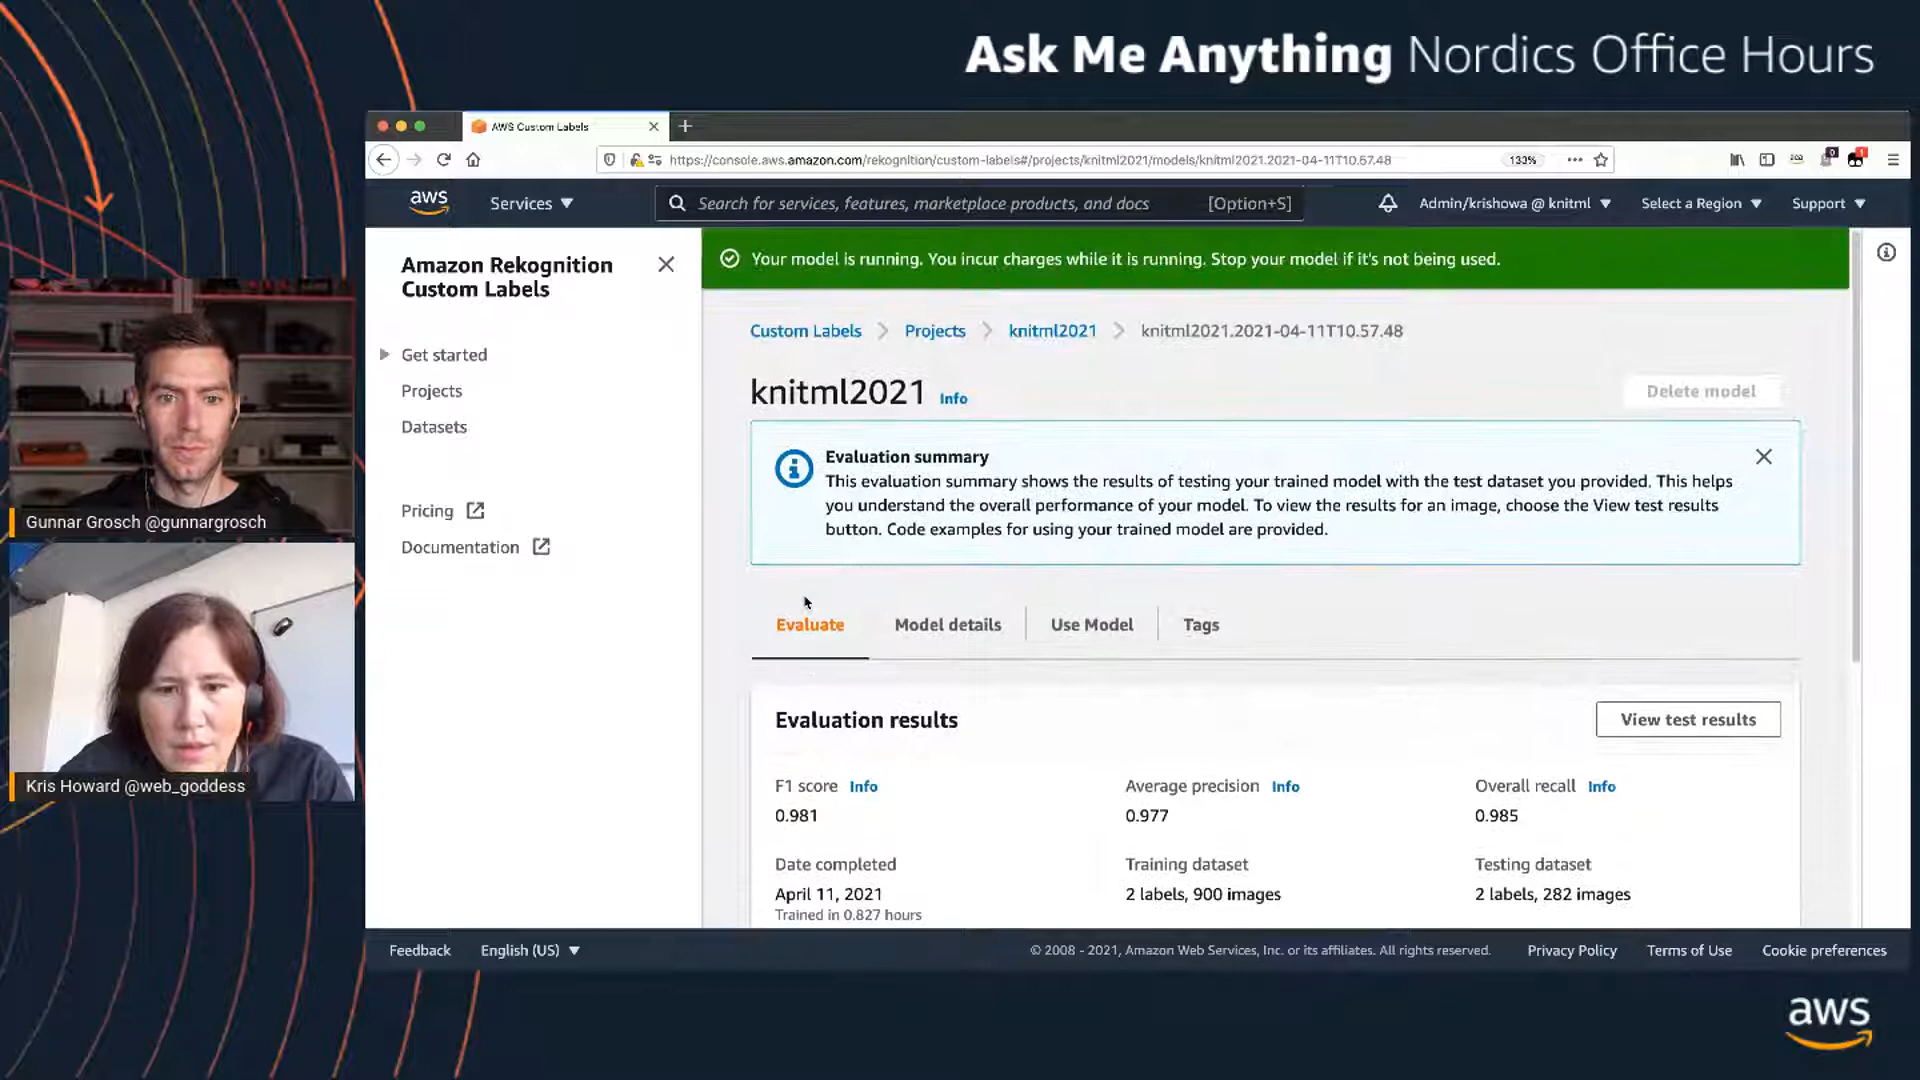 Ask Me Anything Nordics Office Hours
AWS Custom Labels
https://console.aws.amazon.com/rekognition/custom-labels#/projects/knitml2021/models/knitml2021.2021-04-11T10.57.48
133%
aws
Services
Search for services, features, marketplace products, and docs
[Option+S]
Admin/krishowa @ knitml
Select a Region
Support
Amazon Rekognition
Custom Labels
Get started
Projects
Datasets
Pricing
Documentation
Your model is running. You incur charges while it is running. Stop your model if it's not being used.
Custom Labels
Projects
knitml2021
knitml2021.2021-04-11T10.57.48
knitml2021 Info
Delete model
Evaluation summary
This evaluation summary shows the results of testing your trained model with the test dataset you provided. This helps
you understand the overall performance of your model. To view the results for an image, choose the View test results
button. Code examples for using your trained model are provided.
Evaluate
Model details
Use Model
Tags
Evaluation results
View test results
F1 score Info
0.981
Average precision Info
0.977
Overall recall Info
0.985
Date completed
April 11, 2021
Trained in 0.827 hours
Training dataset
2 labels, 900 images
Testing dataset
2 labels, 282 images
Feedback
English (US)
© 2008 - 2021, Amazon Web Services, Inc. or its affiliates. All rights reserved.
Privacy Policy
Terms of Use
Cookie preferences
Gunnar Grosch @gunnargrosch
Kris Howard @web_goddess
aws